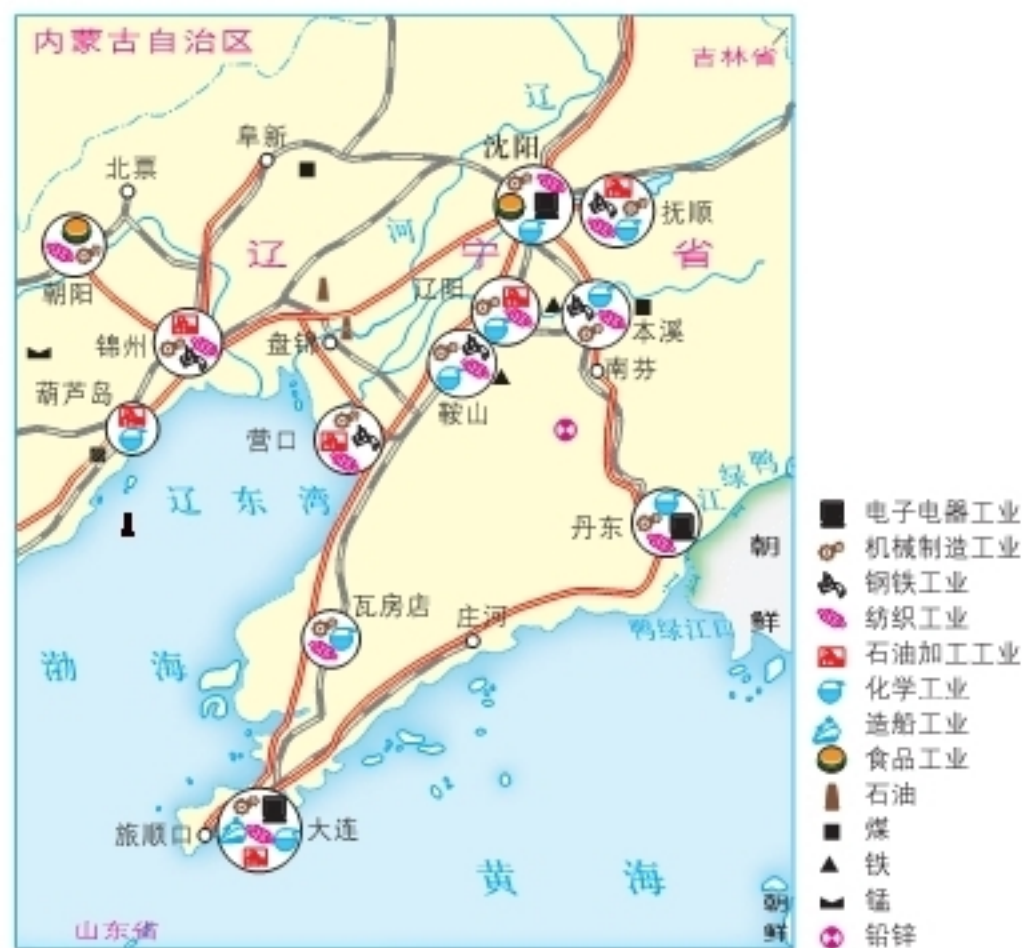 内蒙古自治区
吉林省
辽
阜新
沈阳
北票
抚顺
河
辽 宁 省
朝阳
辽阳
锦州
盘锦
本溪
葫芦岛
南芬
鞍山
营口
绿鸭
江
辽东湾
丹东
朝
鲜
瓦房店
庄河
鸭绿江口
渤 海
旅顺口
大连
黄 海
山东省
朝
鲜
电子电器工业
机械制造工业
钢铁工业
纺织工业
石油加工工业
化学工业
造船工业
食品工业
石油
煤
铁
锰
铅锌